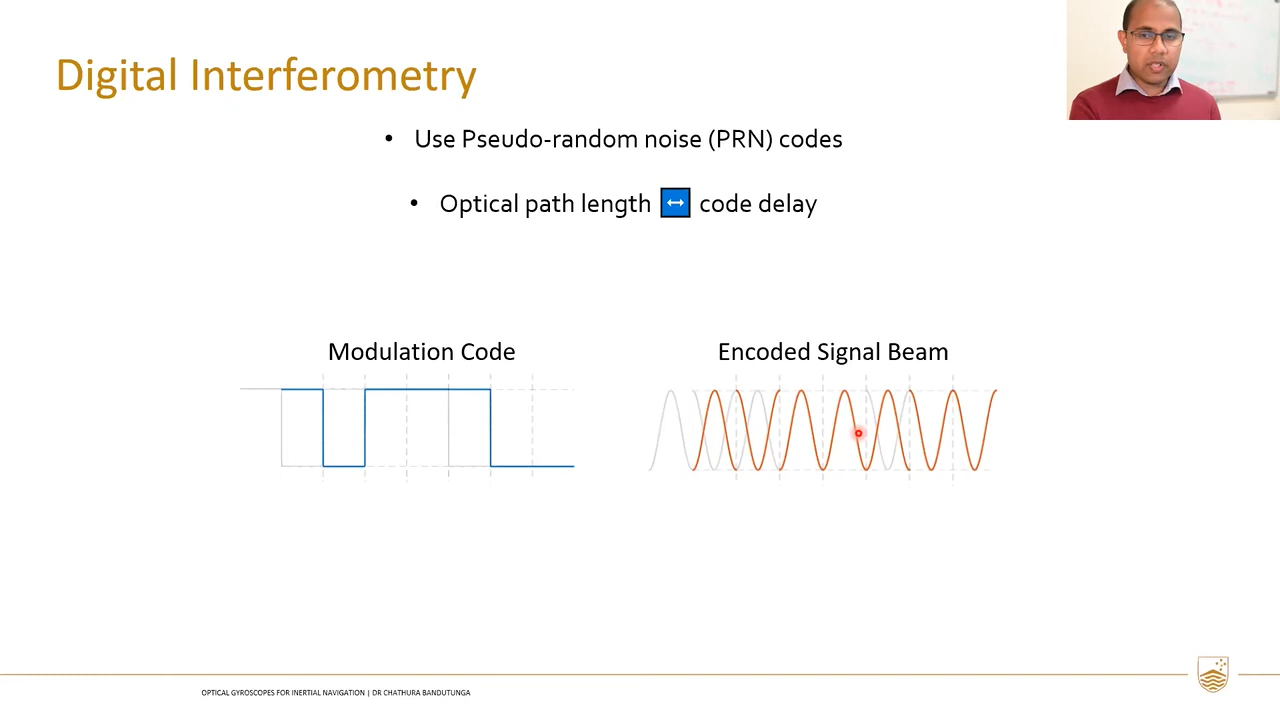 Digital Interferometry
• Use Pseudo-random noise (PRN) codes
• Optical path length ↔ code delay
Modulation Code
Encoded Signal Beam
OPTICAL GYROSCOPES FOR INERTIAL NAVIGATION | DR CHATHURA BANDUTUNGA